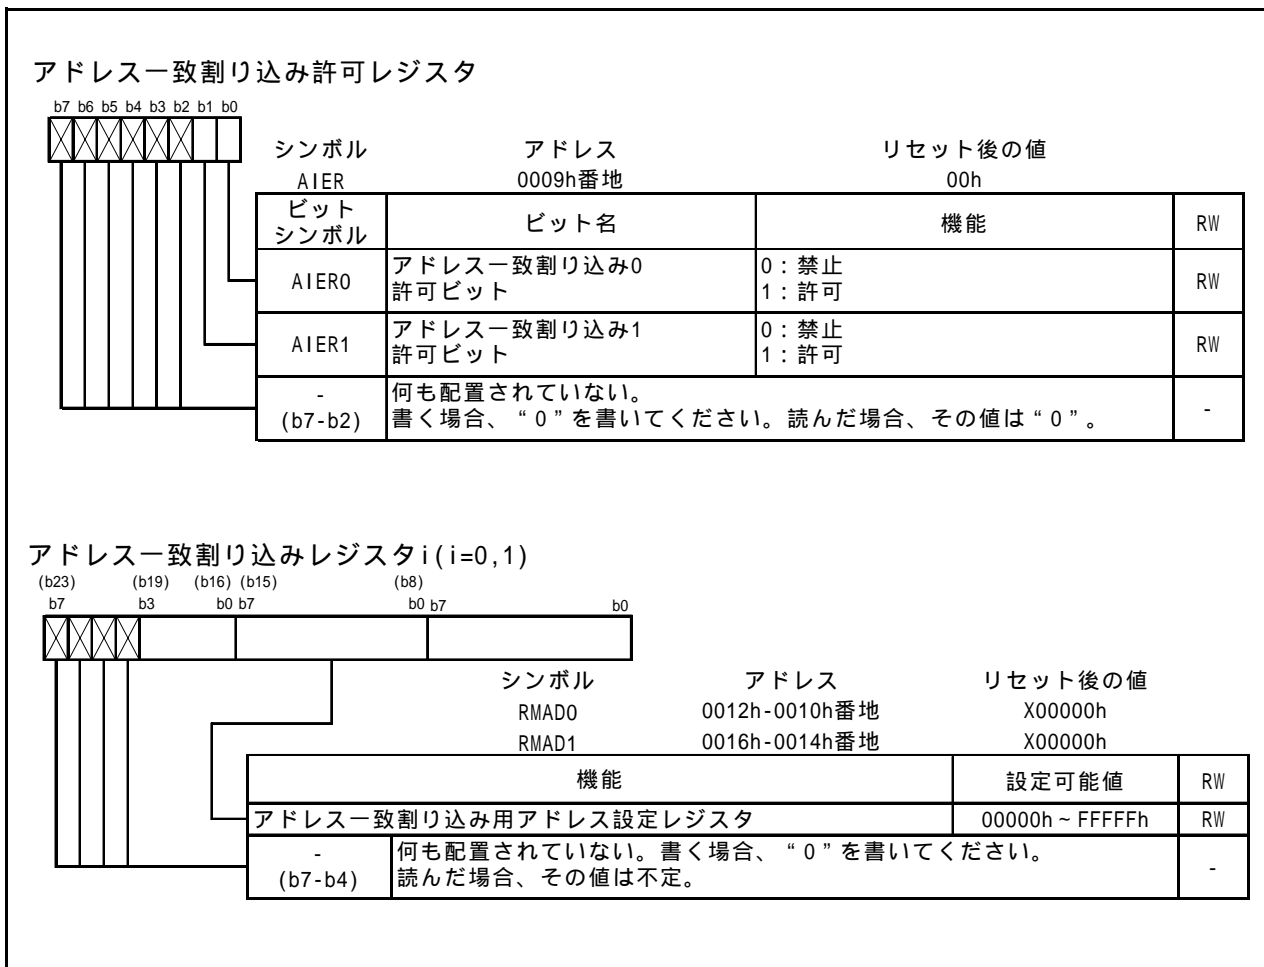 アドレス一致割り込み許可レジスタ
b7 b6 b5 b4 b3 b2 b1 b0
シンボル アドレス リセット後の値
AIER 0009h番地 00h
ビット
シンボル ビット名 機能 RW
AIER0 アドレス一致割り込み0
許可ビット 0：禁止
1：許可 RW
AIER1 アドレス一致割り込み1
許可ビット 0：禁止
1：許可 RW
-
(b7-b2) 何も配置されていない。
書く場合、“0”を書いてください。読んだ場合、その値は“0”。 -
アドレス一致割り込みレジスタi(i=0,1)
(b23) (b19) (b16) (b15) (b8)
b7 b3 b0 b7 b0 b7 b0
シンボル アドレス リセット後の値
RMAD0 0012h-0010h番地 X00000h
RMAD1 0016h-0014h番地 X00000h
機能 設定可能値 RW
アドレス一致割り込み用アドレス設定レジスタ 00000h～FFFFFh RW
-
(b7-b4) 何も配置されていない。書く場合、“0”を書いてください。
読んだ場合、その値は不定。 -